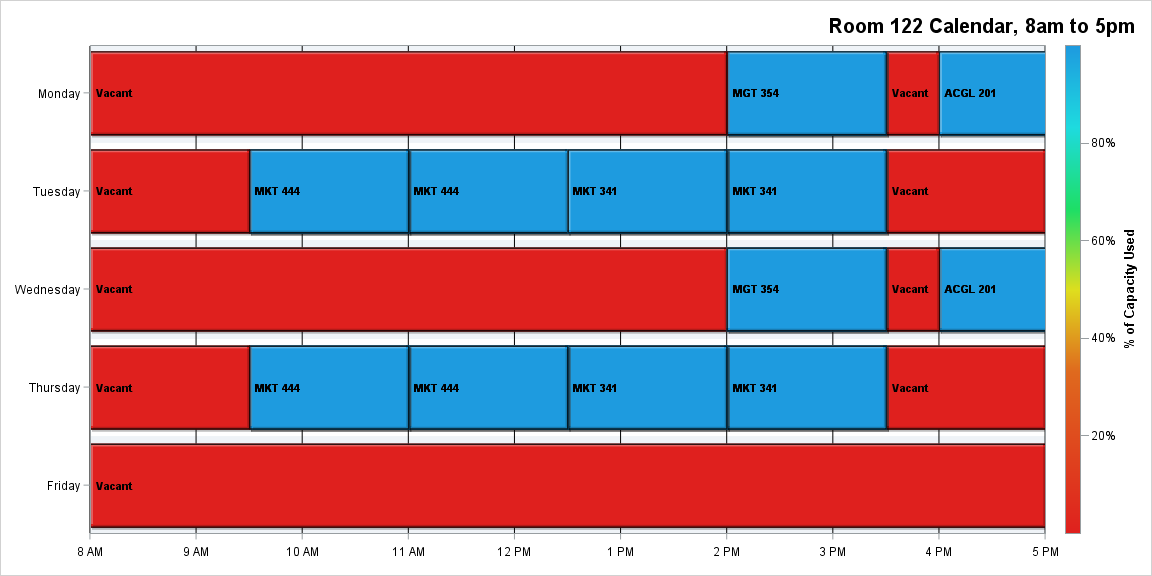 Room 122 Calendar, 8am to 5pm
Monday
Vacant
MGT 354
Vacant
ACGL 201
Tuesday
Vacant
MKT 444
MKT 444
MKT 341
MKT 341
Vacant
Wednesday
Vacant
MGT 354
Vacant
ACGL 201
Thursday
Vacant
MKT 444
MKT 444
MKT 341
MKT 341
Vacant
Friday
Vacant
8 AM
9 AM
10 AM
11 AM
12 PM
1 PM
2 PM
3 PM
4 PM
5 PM
80%
60%
40%
20%
% of Capacity Used